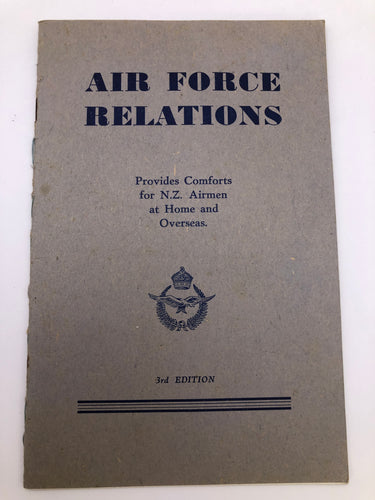 AIR FORCE
RELATIONS
Provides Comforts
for N.Z. Airmen
at Home and
Overseas.
3rd EDITION